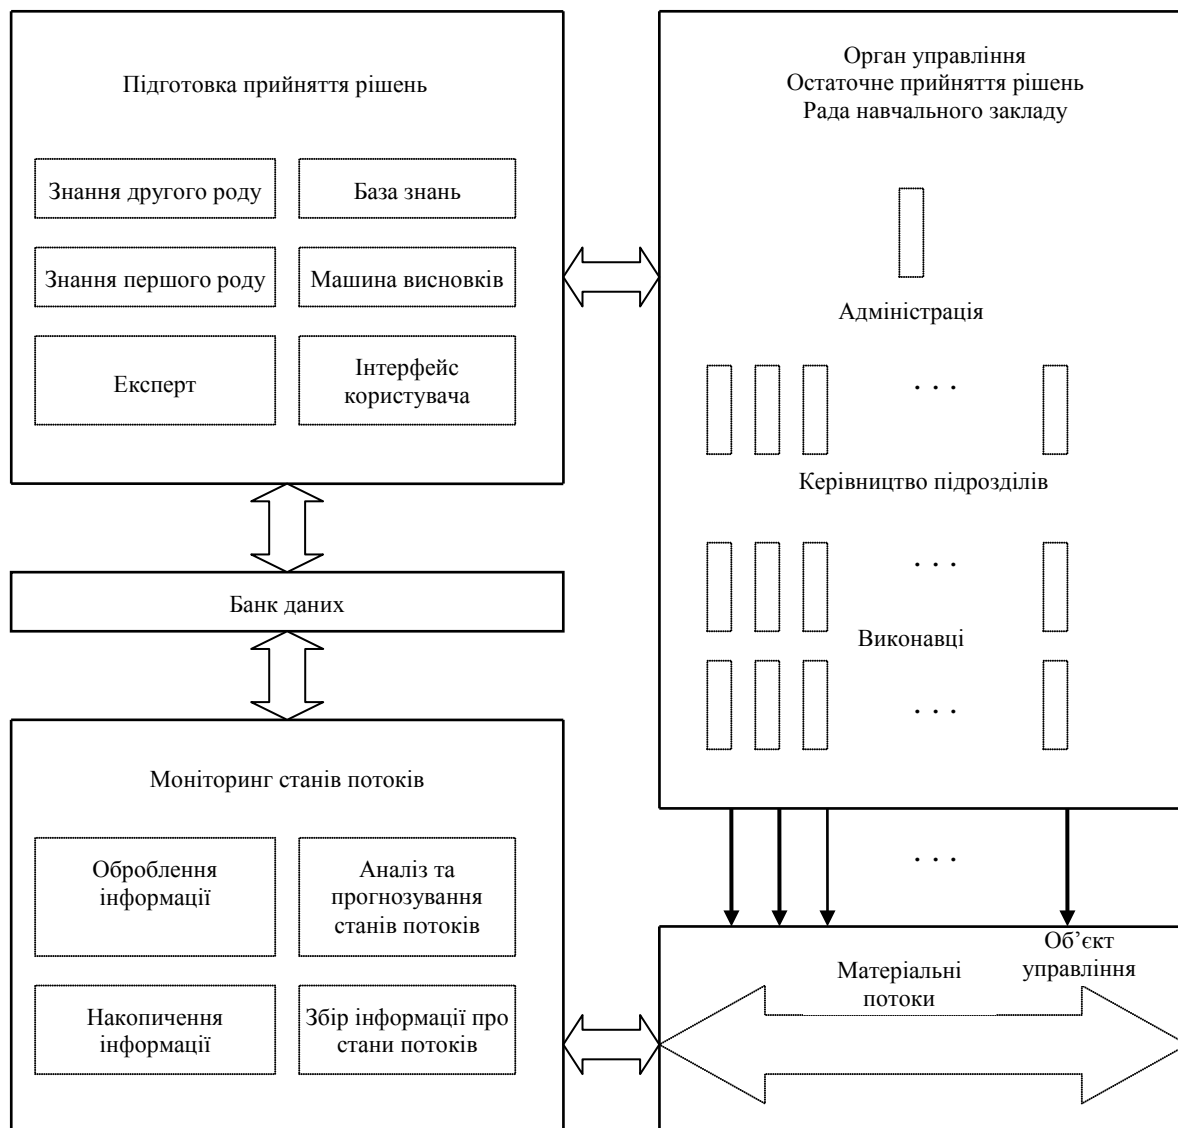 Підготовка прийняття рішень
Знання другого роду
База знань
Знання першого роду
Машина висновків
Експерт
Інтерфейс
користувача
Орган управління
Остаточне прийняття рішень
Рада навчального закладу
Адміністрація
. . .
Керівництво підрозділів
. . .
Виконавці
. . .
Банк даних
Моніторинг станів потоків
Оброблення
інформації
Аналіз та
прогнозування
станів потоків
Накопичення
інформації
Збір інформації про
стани потоків
. . .
Об’єкт
управління
Матеріальні
потоки